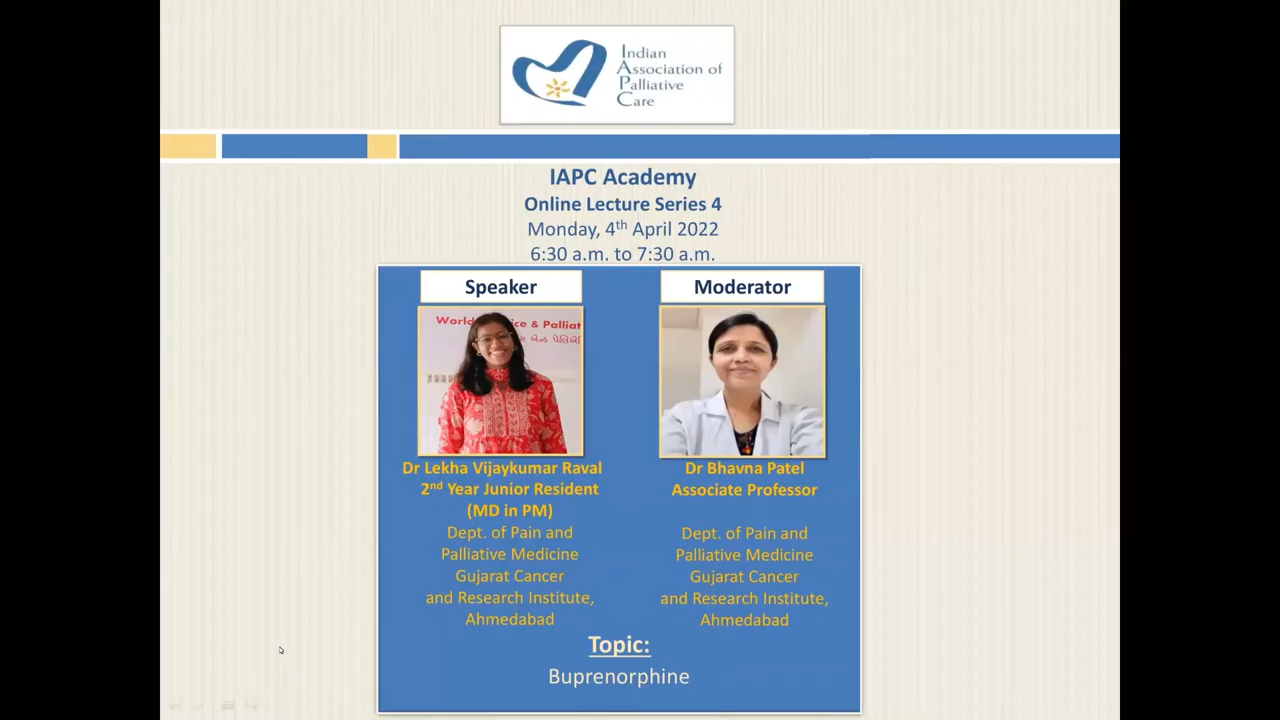 Indian
Association of
Palliative
Care
IAPC Academy
Online Lecture Series 4
Monday, 4th April 2022
6:30 a.m. to 7:30 a.m.
Speaker
Moderator
Dr Lekha Vijaykumar Raval
2nd Year Junior Resident
(MD in PM)
Dept. of Pain and
Palliative Medicine
Gujarat Cancer
and Research Institute,
Ahmedabad
Dr Bhavna Patel
Associate Professor
Dept. of Pain and
Palliative Medicine
Gujarat Cancer
and Research Institute,
Ahmedabad
Topic:
Buprenorphine